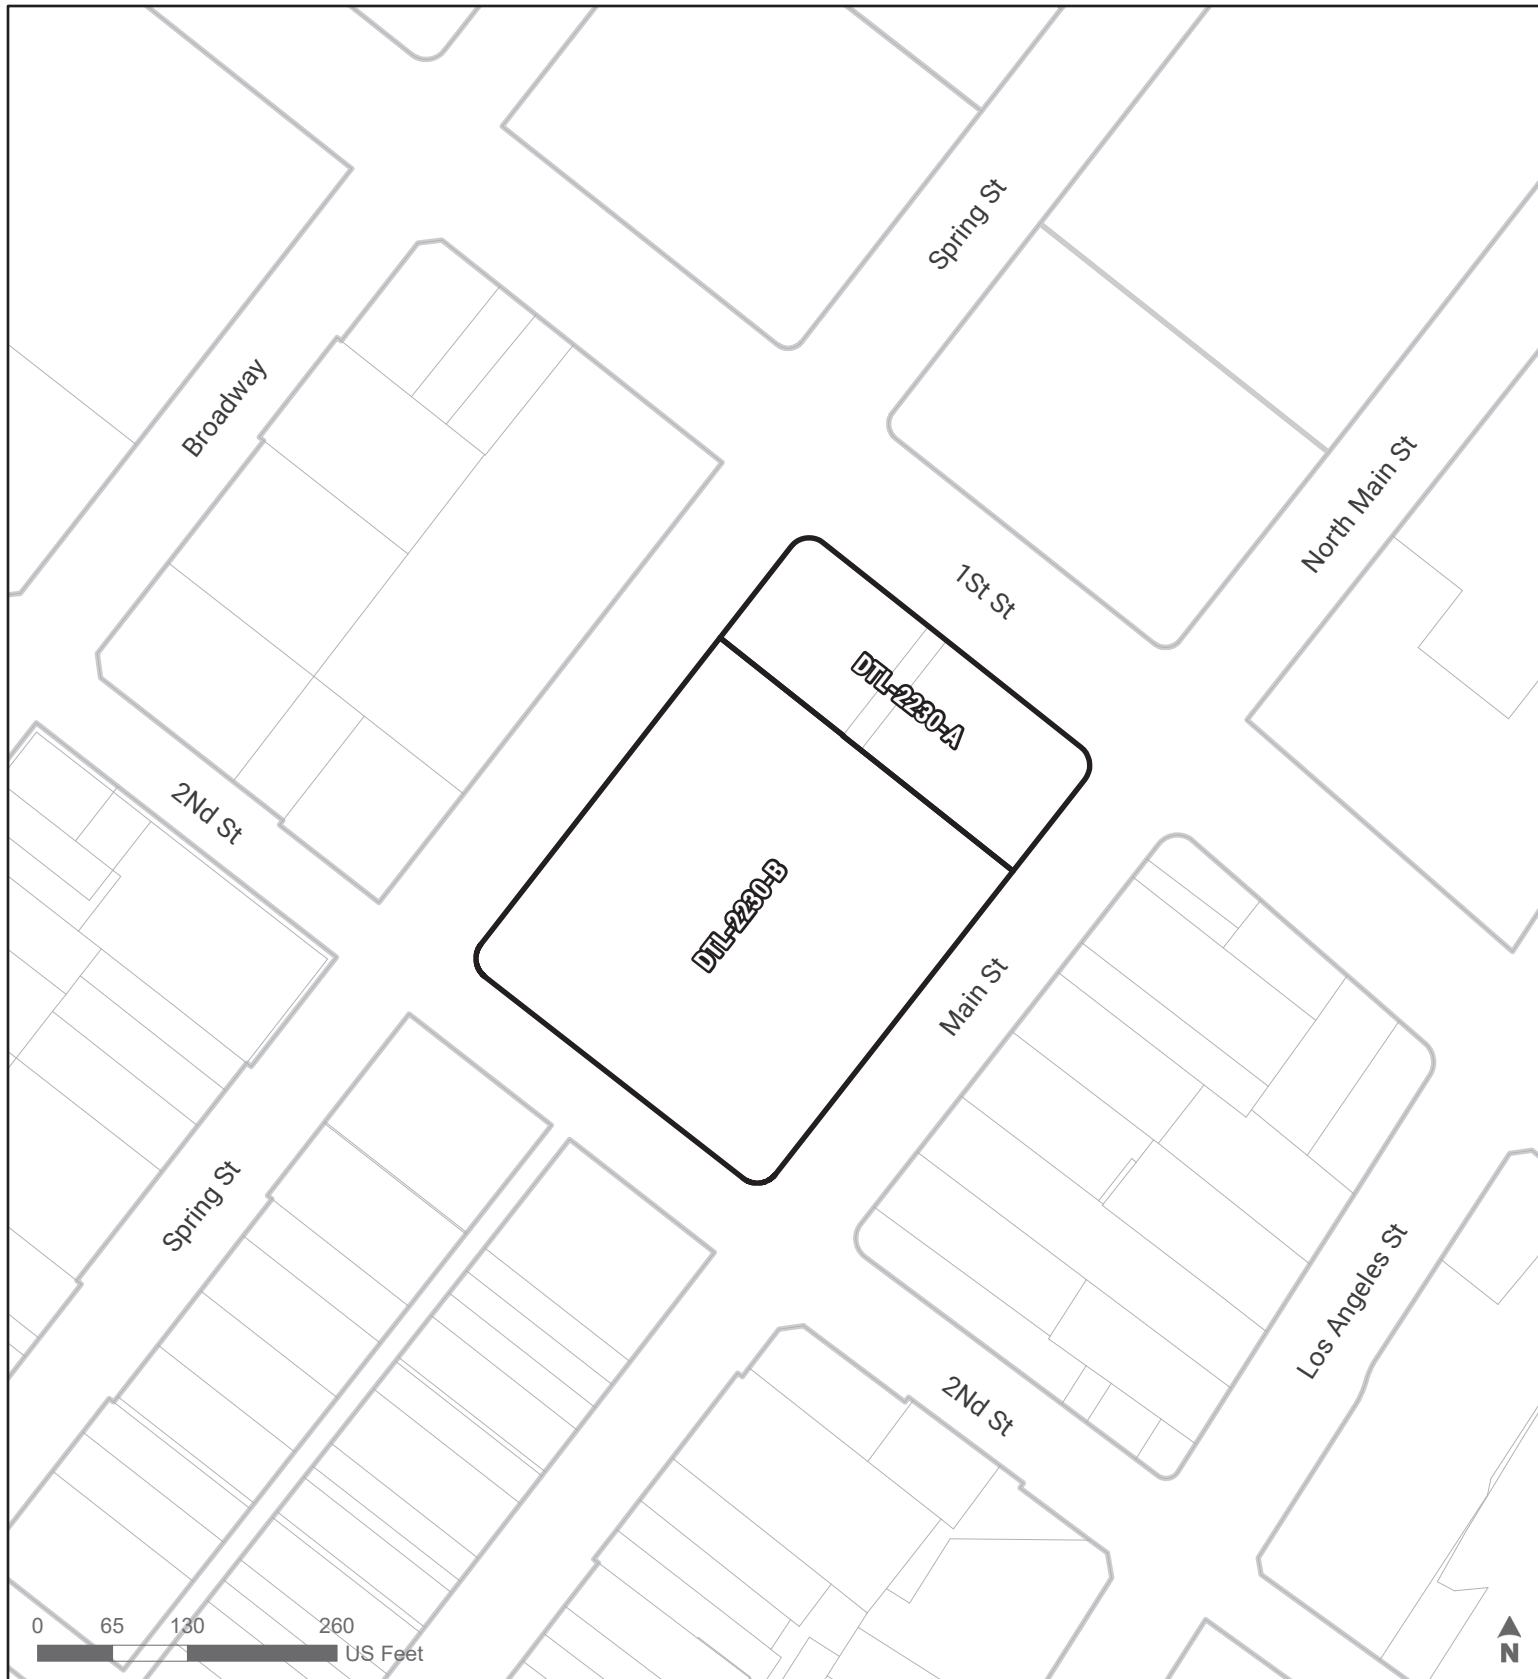 Spring St
Broadway
North Main St
1St St
DTL-2230-A
2Nd St
DTL-2230-B
Main St
Spring St
Los Angeles St
2Nd St
0 65 130 260
US Feet
N